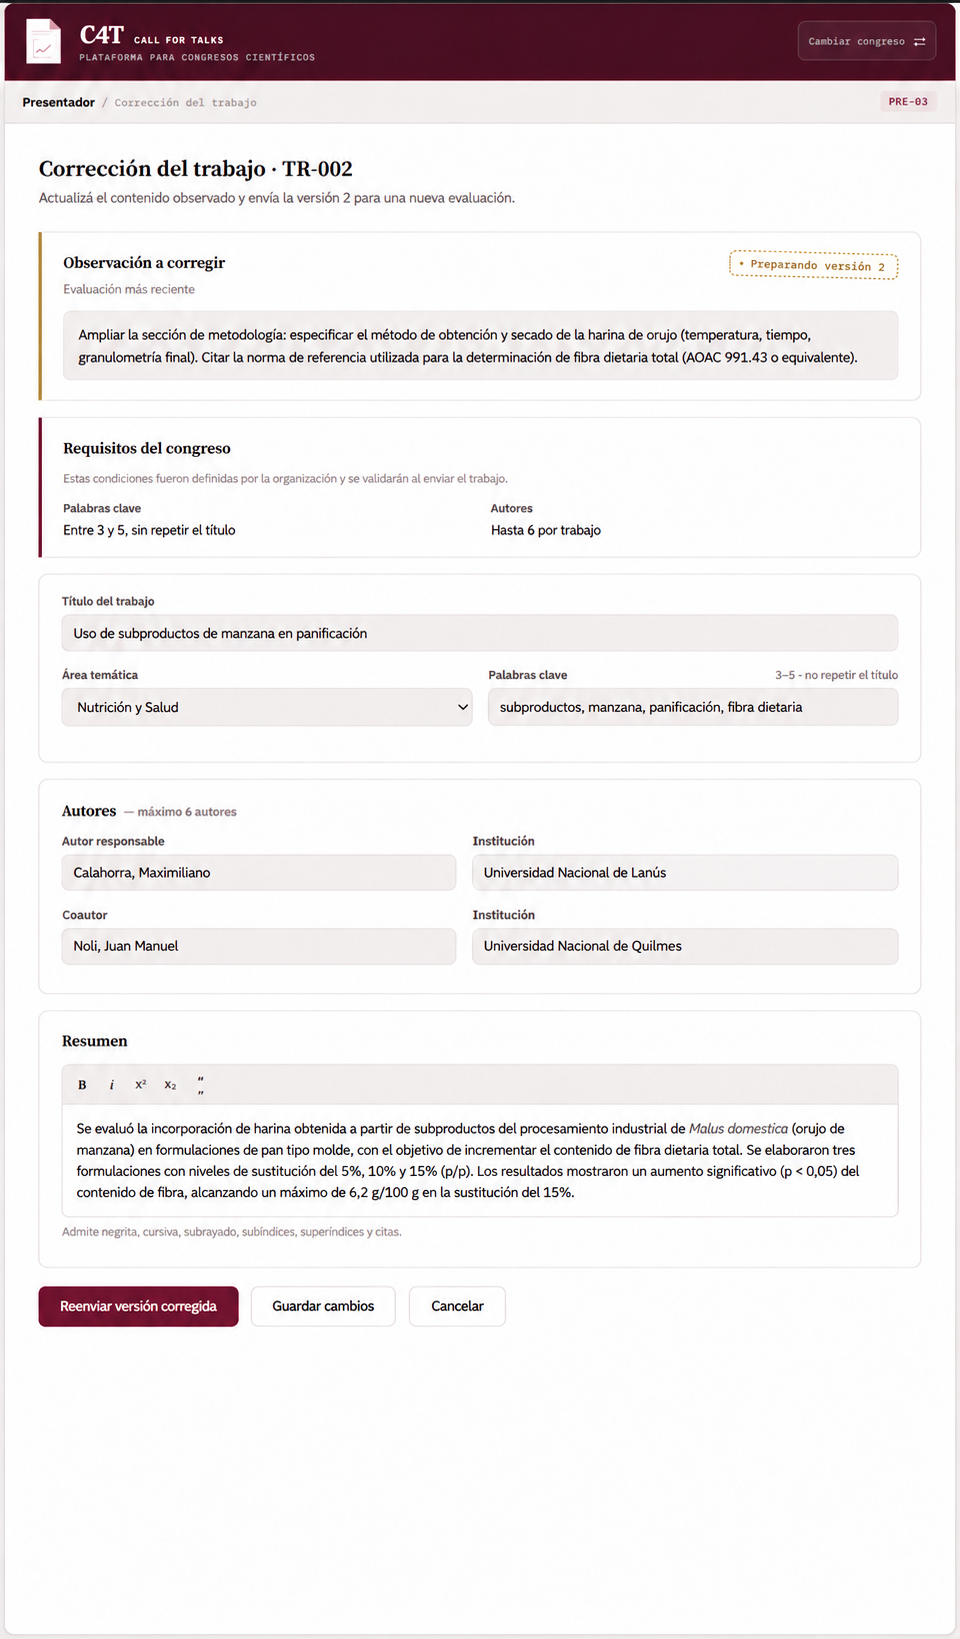 C4T CALL FOR TALKS
PLATAFORMA PARA CONGRESOS CIENTÍFICOS
Cambiar congreso ⇄
Presentador / Corrección del trabajo
PRE-03
Corrección del trabajo · TR-002
Actualizá el contenido observado y envía la versión 2 para una nueva evaluación.
Observación a corregir
• Preparando versión 2
Evaluación más reciente
Ampliar la sección de metodología: especificar el método de obtención y secado de la harina de orujo (temperatura, tiempo,
granulometría final). Citar la norma de referencia utilizada para la determinación de fibra dietaria total (AOAC 991.43 o equivalente).
Requisitos del congreso
Estas condiciones fueron definidas por la organización y se validarán al enviar el trabajo.
Palabras clave
Entre 3 y 5, sin repetir el título
Autores
Hasta 6 por trabajo
Título del trabajo
Uso de subproductos de manzana en panificación
Área temática
Nutrición y Salud
Palabras clave
3–5 - no repetir el título
subproductos, manzana, panificación, fibra dietaria
Autores — máximo 6 autores
Autor responsable
Calahorra, Maximiliano
Institución
Universidad Nacional de Lanús
Coautor
Noli, Juan Manuel
Institución
Universidad Nacional de Quilmes
Resumen
B i x² x₂ " "
Se evaluó la incorporación de harina obtenida a partir de subproductos del procesamiento industrial de Malus domestica (orujo de
manzana) en formulaciones de pan tipo molde, con el objetivo de incrementar el contenido de fibra dietaria total. Se elaboraron tres
formulaciones con niveles de sustitución del 5%, 10% y 15% (p/p). Los resultados mostraron un aumento significativo (p < 0,05) del
contenido de fibra, alcanzando un máximo de 6,2 g/100 g en la sustitución del 15%.
Admite negrita, cursiva, subrayado, subíndices, superíndices y citas.
Reenviar versión corregida
Guardar cambios
Cancelar